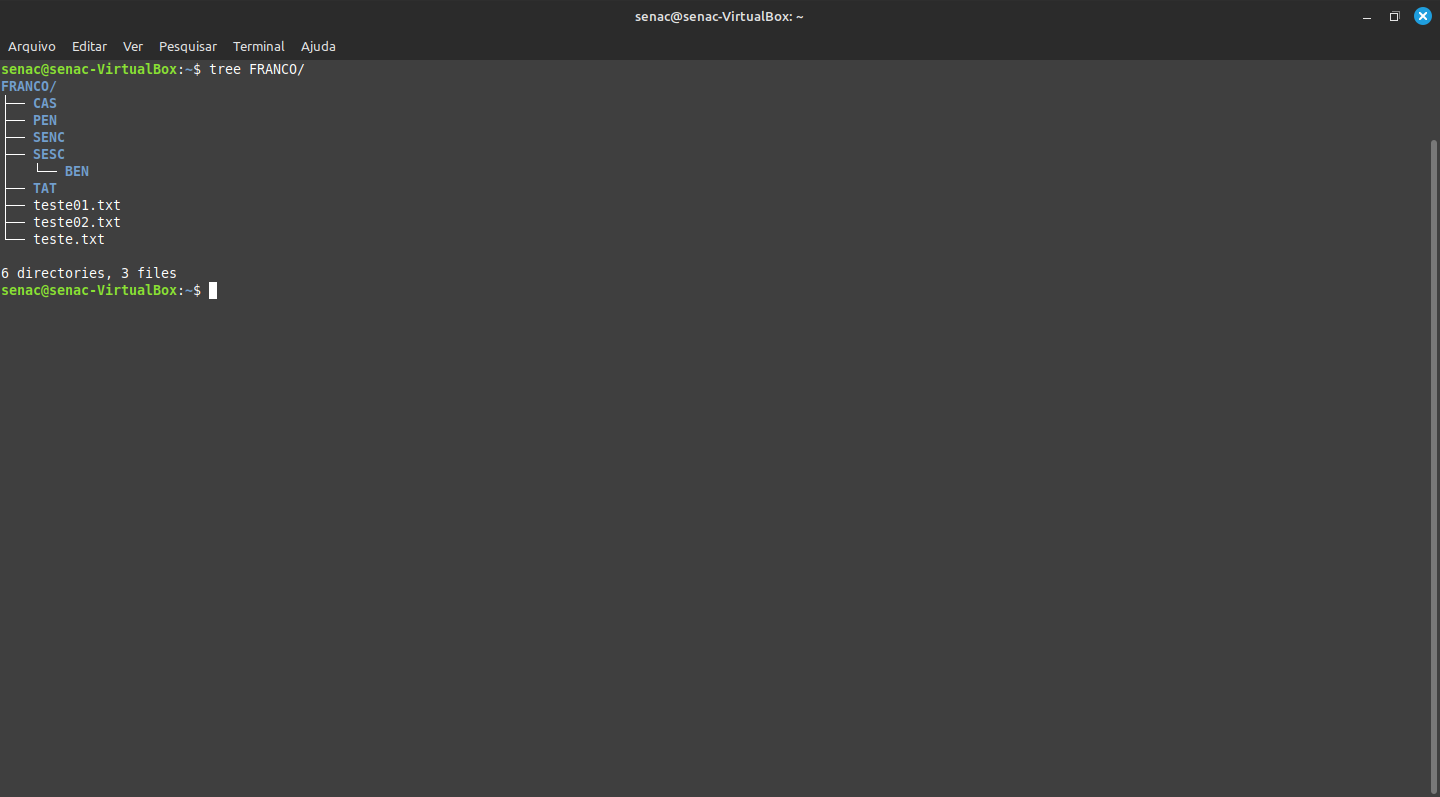 senac@senac-VirtualBox: ~
Arquivo Editar Ver Pesquisar Terminal Ajuda
senac@senac-VirtualBox:~$ tree FRANCO/
FRANCO/
├── CAS
├── PEN
├── SENC
├── SESC
│   └── BEN
├── TAT
├── teste01.txt
├── teste02.txt
└── teste.txt

6 directories, 3 files
senac@senac-VirtualBox:~$